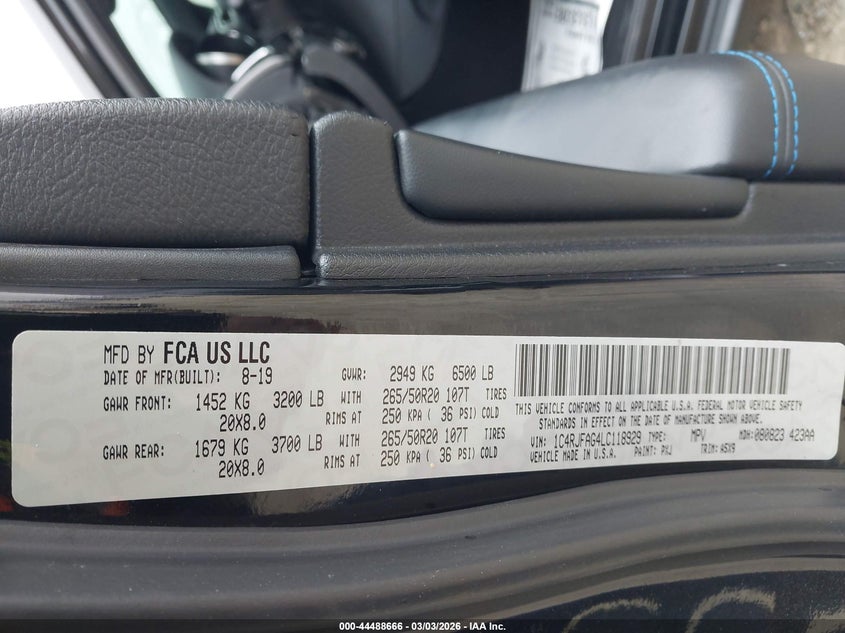 MFD BY FCA US LLC
DATE OF MFR(BUILT): 8-19 GVWR: 2949 KG 6500 LB
GAWR FRONT: 1452 KG 3200 LB WITH 265/50R20 107T TIRES
20X8.0 RIMS AT 250 KPA ( 36 PSI) COLD
GAWR REAR: 1679 KG 3700 LB WITH 265/50R20 107T TIRES
20X8.0 RIMS AT 250 KPA ( 36 PSI) COLD
THIS VEHICLE CONFORMS TO ALL APPLICABLE U.S.A. FEDERAL MOTOR VEHICLE SAFETY
STANDARDS IN EFFECT ON THE DATE OF MANUFACTURE SHOWN ABOVE.
VIN: 1C4RJFAG4LC118929 TYPE: MPV MDH: 080823 423AA
VEHICLE MADE IN U.S.A. PAINT: PXJ TRIM: A5X9
000-44488666 - 03/03/2026 - IAA Inc.